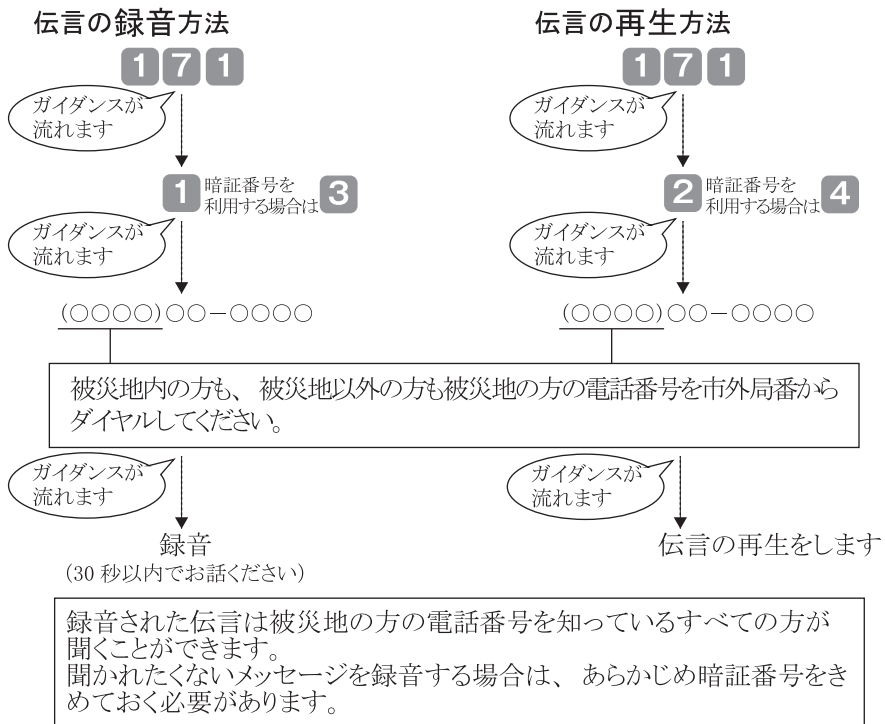 伝言の録音方法
171
ガイダンスが
流れます
1 暗証番号を
利用する場合は 3
ガイダンスが
流れます
(○○○○)○○−○○○○
伝言の再生方法
171
ガイダンスが
流れます
2 暗証番号を
利用する場合は 4
ガイダンスが
流れます
(○○○○)○○−○○○○
被災地内の方も、被災地以外の方も被災地の方の電話番号を市外局番から
ダイヤルしてください。
ガイダンスが
流れます
録音
(30秒以内でお話ください)
ガイダンスが
流れます
伝言の再生をします
録音された伝言は被災地の方の電話番号を知っているすべての方が
聞くことができます。
聞かれたくないメッセージを録音する場合は、あらかじめ暗証番号をき
めておく必要があります。